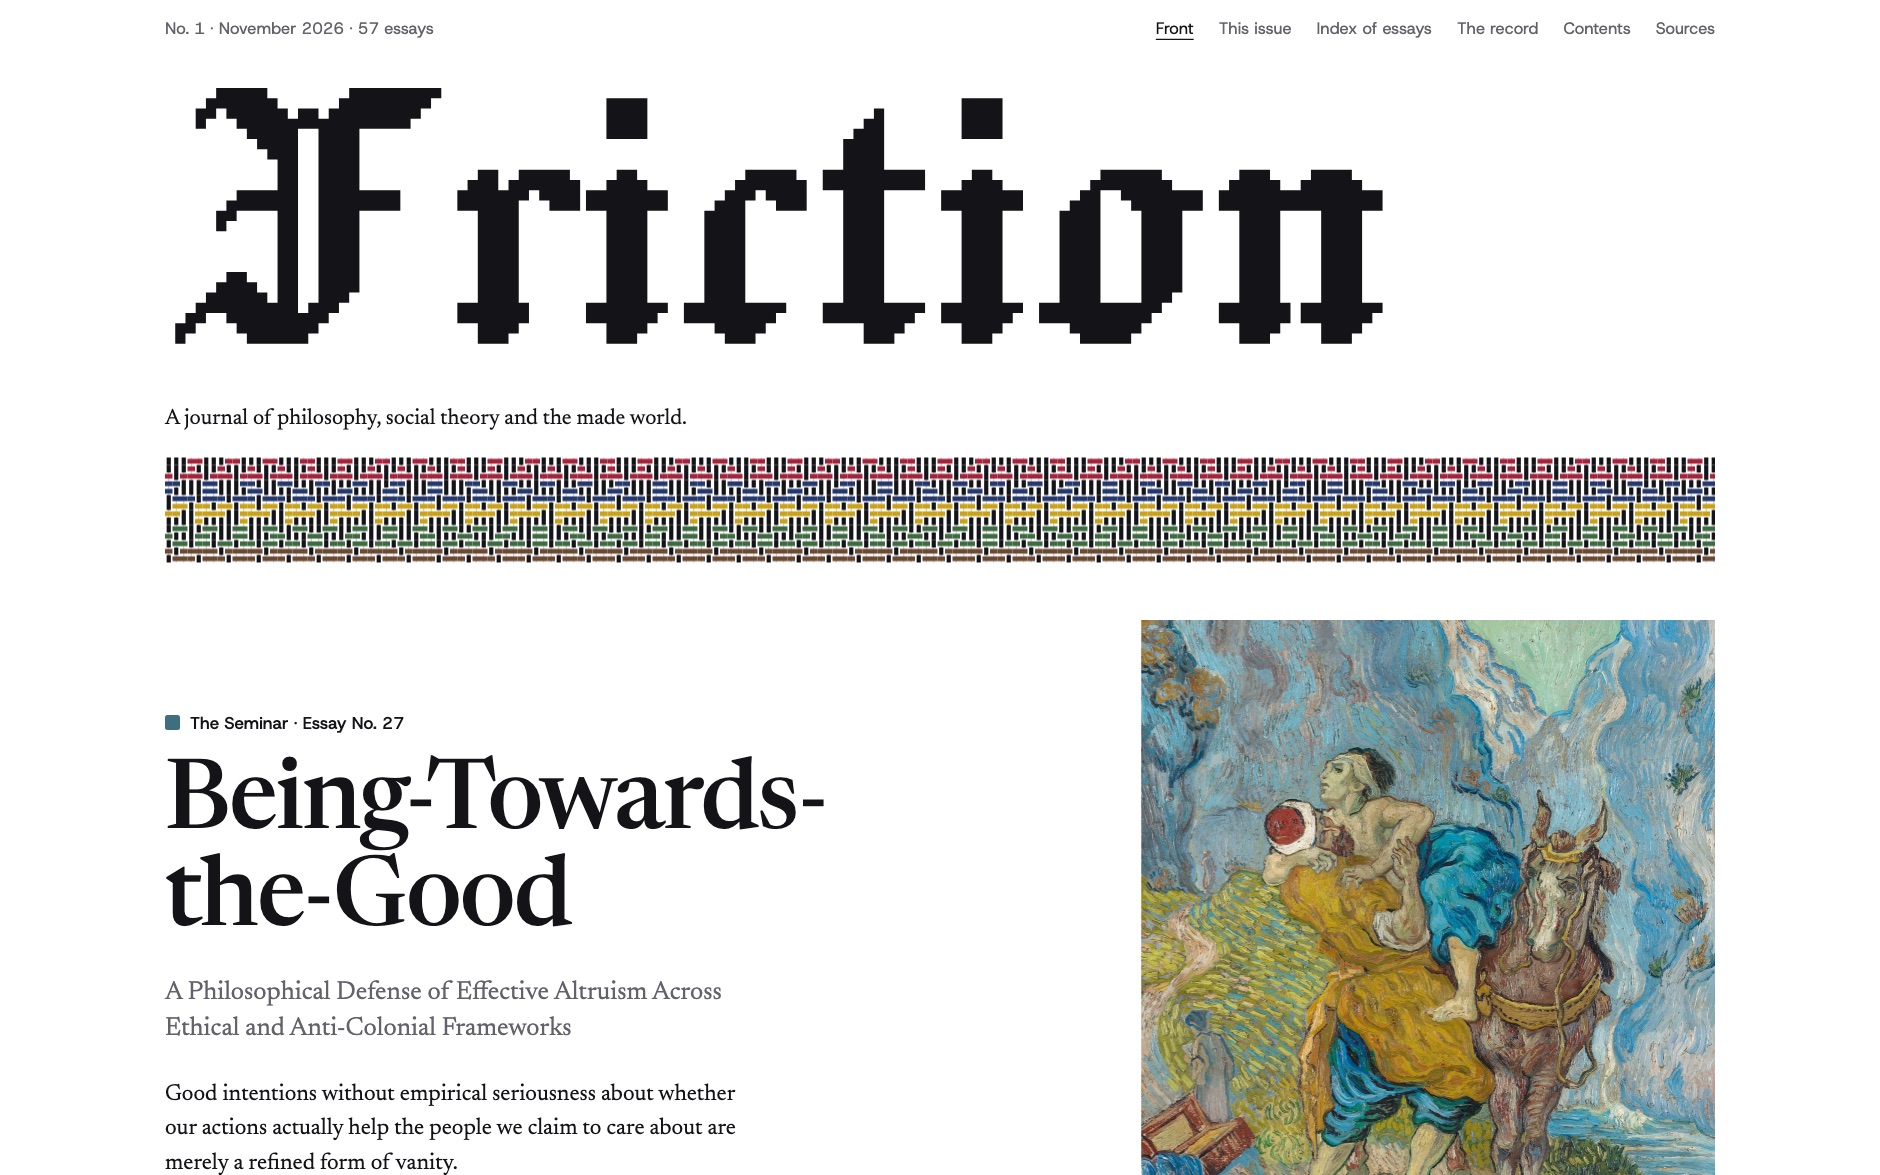 No. 1 · November 2026 · 57 essays
Front This issue Index of essays The record Contents Sources
Friction
A journal of philosophy, social theory and the made world.
The Seminar · Essay No. 27
Being-Towards-
the-Good
A Philosophical Defense of Effective Altruism Across
Ethical and Anti-Colonial Frameworks
Good intentions without empirical seriousness about whether
our actions actually help the people we claim to care about are
merely a refined form of vanity.